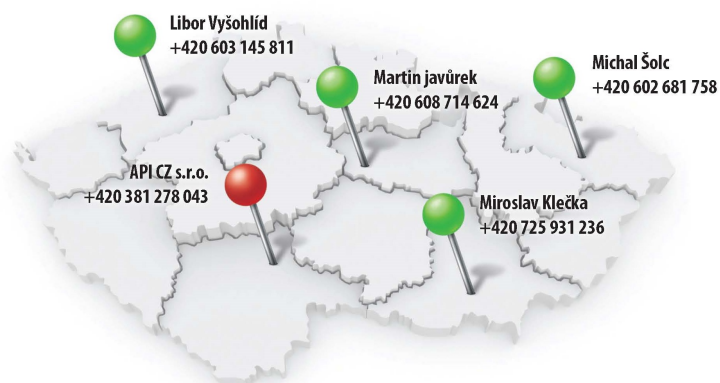 Libor Vyšohlíd
+420 603 145 811
Martin javůrek
+420 608 714 624
Michal Šolc
+420 602 681 758
API CZ s.r.o.
+420 381 278 043
Miroslav Klečka
+420 725 931 236